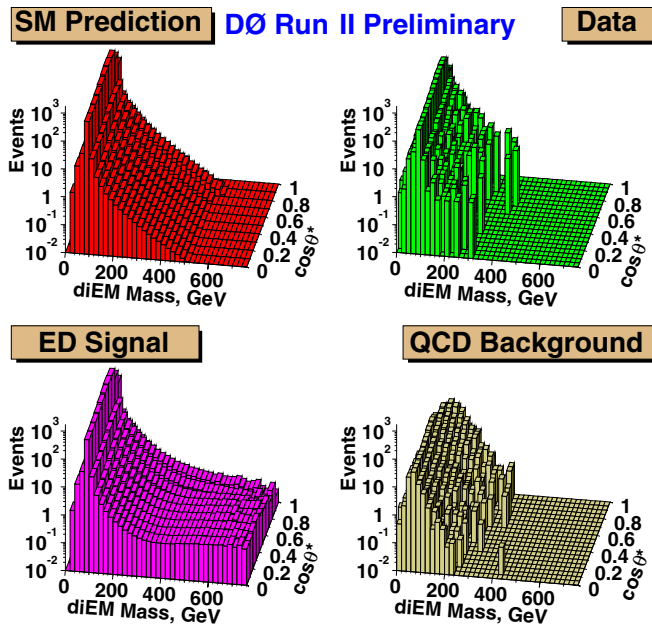 SM Prediction DØ Run II Preliminary Data
Events
10³
10²
10
1
10⁻¹
10⁻²
0 200 400 600
diEM Mass, GeV
0 0.2 0.4 0.6 0.8 1
cosθ*
Events
10³
10²
10
1
10⁻¹
10⁻²
0 200 400 600
diEM Mass, GeV
0 0.2 0.4 0.6 0.8 1
cosθ*
ED Signal QCD Background
Events
10³
10²
10
1
10⁻¹
10⁻²
0 200 400 600
diEM Mass, GeV
0 0.2 0.4 0.6 0.8 1
cosθ*
Events
10³
10²
10
1
10⁻¹
10⁻²
0 200 400 600
diEM Mass, GeV
0 0.2 0.4 0.6 0.8 1
cosθ*